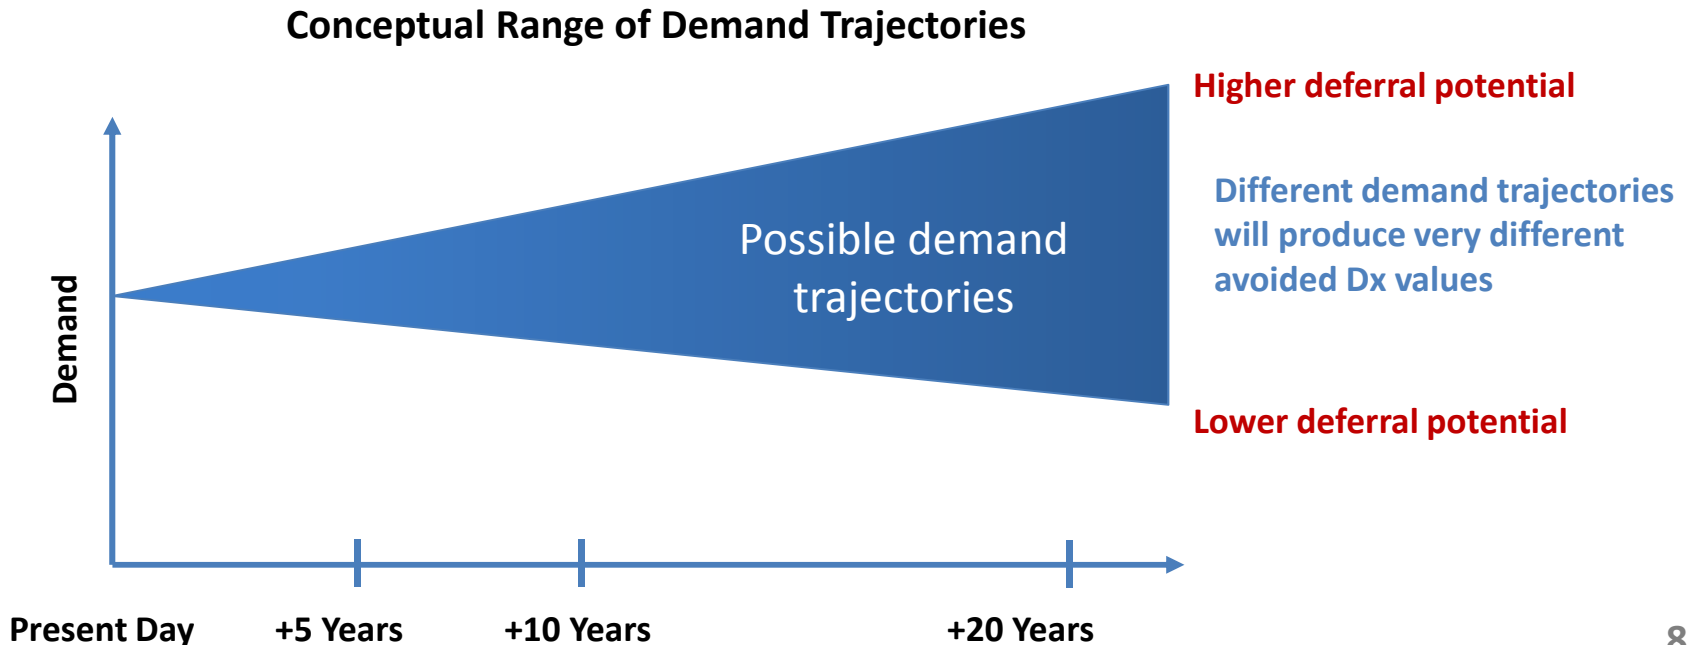 Conceptual Range of Demand Trajectories
Higher deferral potential
Different demand trajectories
will produce very different
avoided Dx values
Possible demand
trajectories
Demand
Lower deferral potential
Present Day
+5 Years
+10 Years
+20 Years
8